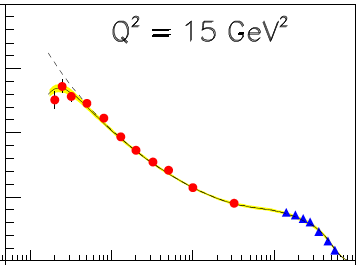 Q² = 15 GeV²